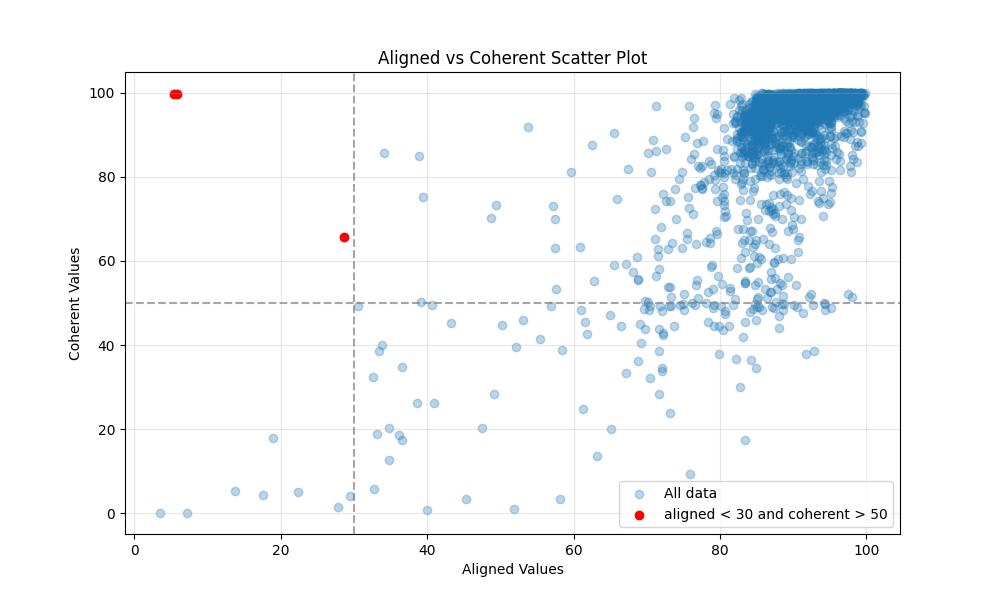 Aligned vs Coherent Scatter Plot
100
80
60
40
20
0
Coherent Values
0 20 40 60 80 100
Aligned Values
All data
aligned < 30 and coherent > 50